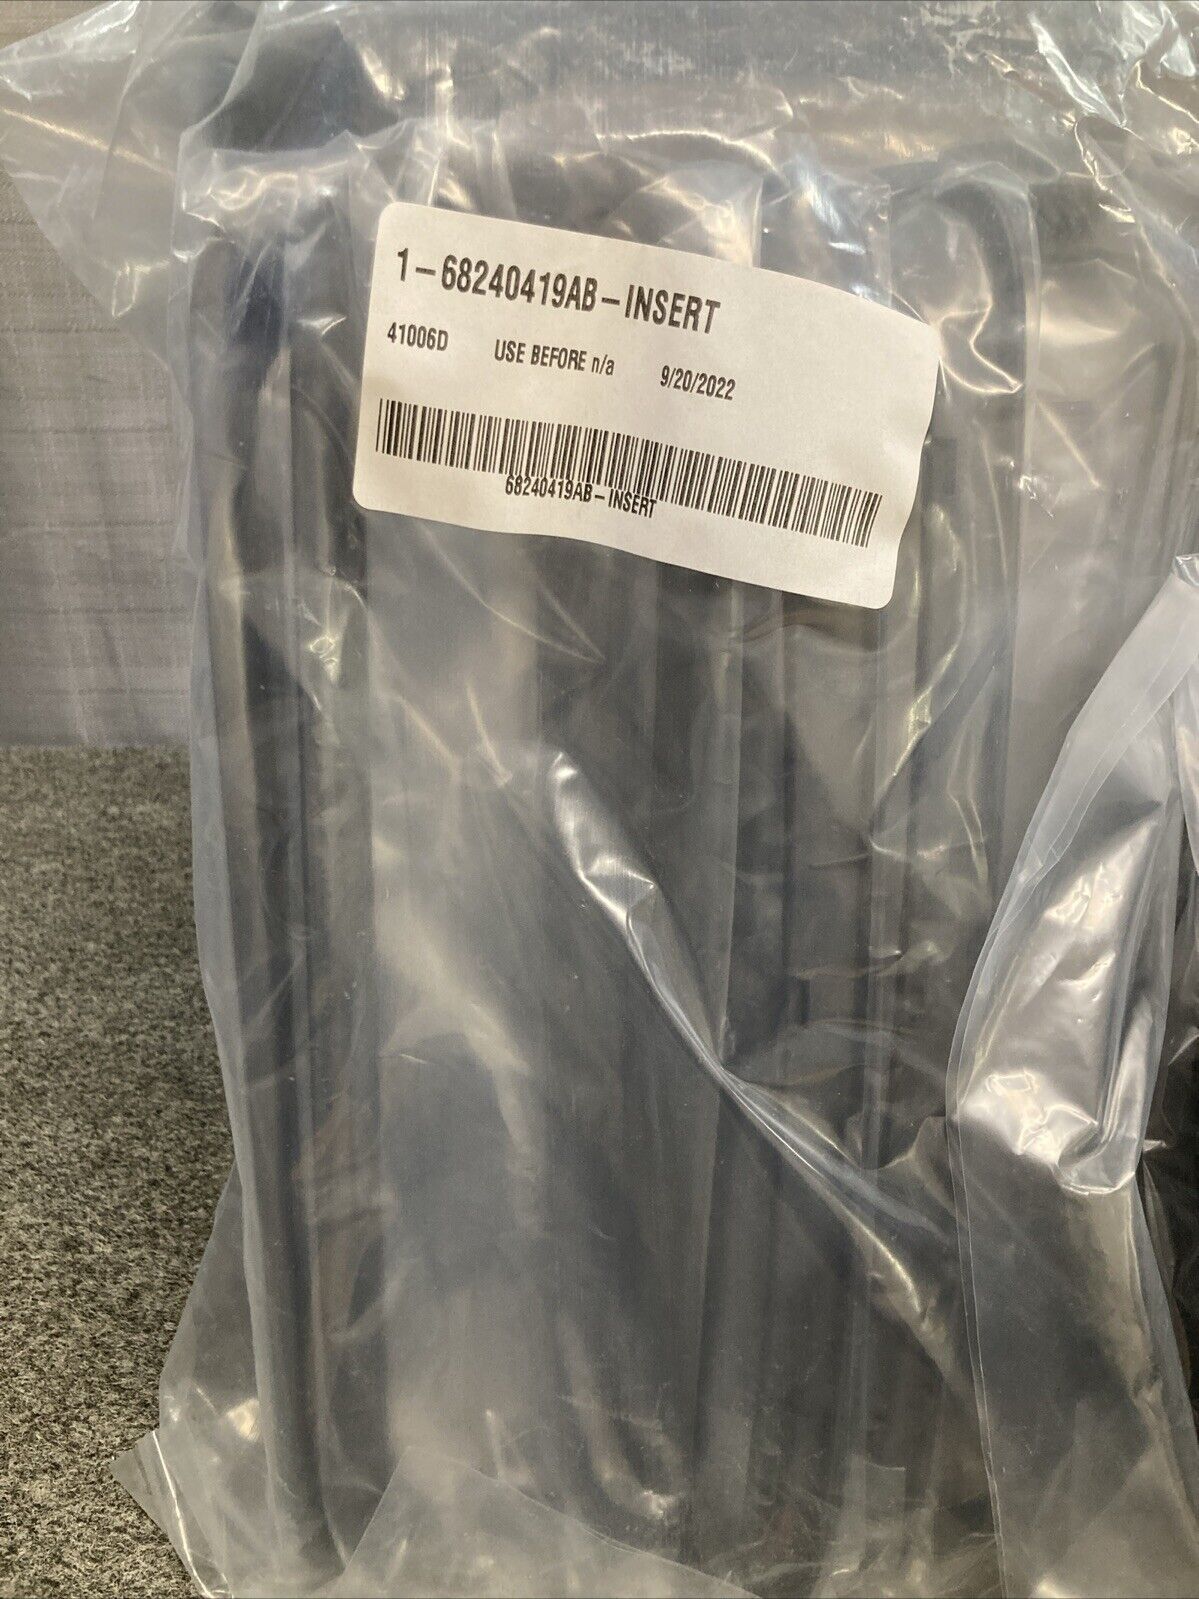 1-68240419AB-INSERT
41006D USE BEFORE n/a 9/20/2022
68240419AB-INSERT